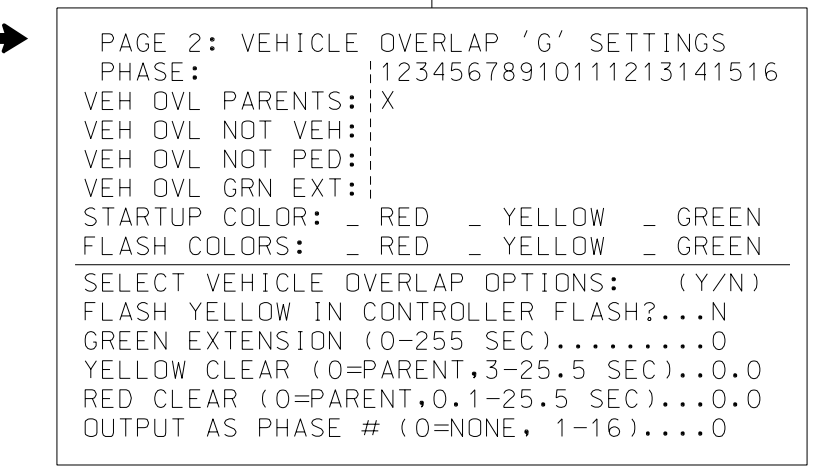 PAGE 2: VEHICLE OVERLAP 'G' SETTINGS
PHASE: |12345678910111213141516
VEH OVL PARENTS:|X
VEH OVL NOT VEH:|
VEH OVL NOT PED:|
VEH OVL GRN EXT:|
STARTUP COLOR: _ RED _ YELLOW _ GREEN
FLASH COLORS: _ RED _ YELLOW _ GREEN
SELECT VEHICLE OVERLAP OPTIONS: (Y/N)
FLASH YELLOW IN CONTROLLER FLASH?...N
GREEN EXTENSION (0-255 SEC).........0
YELLOW CLEAR (0=PARENT,3-25.5 SEC)..0.0
RED CLEAR (0=PARENT,0.1-25.5 SEC)...0.0
OUTPUT AS PHASE # (0=NONE, 1-16)....0